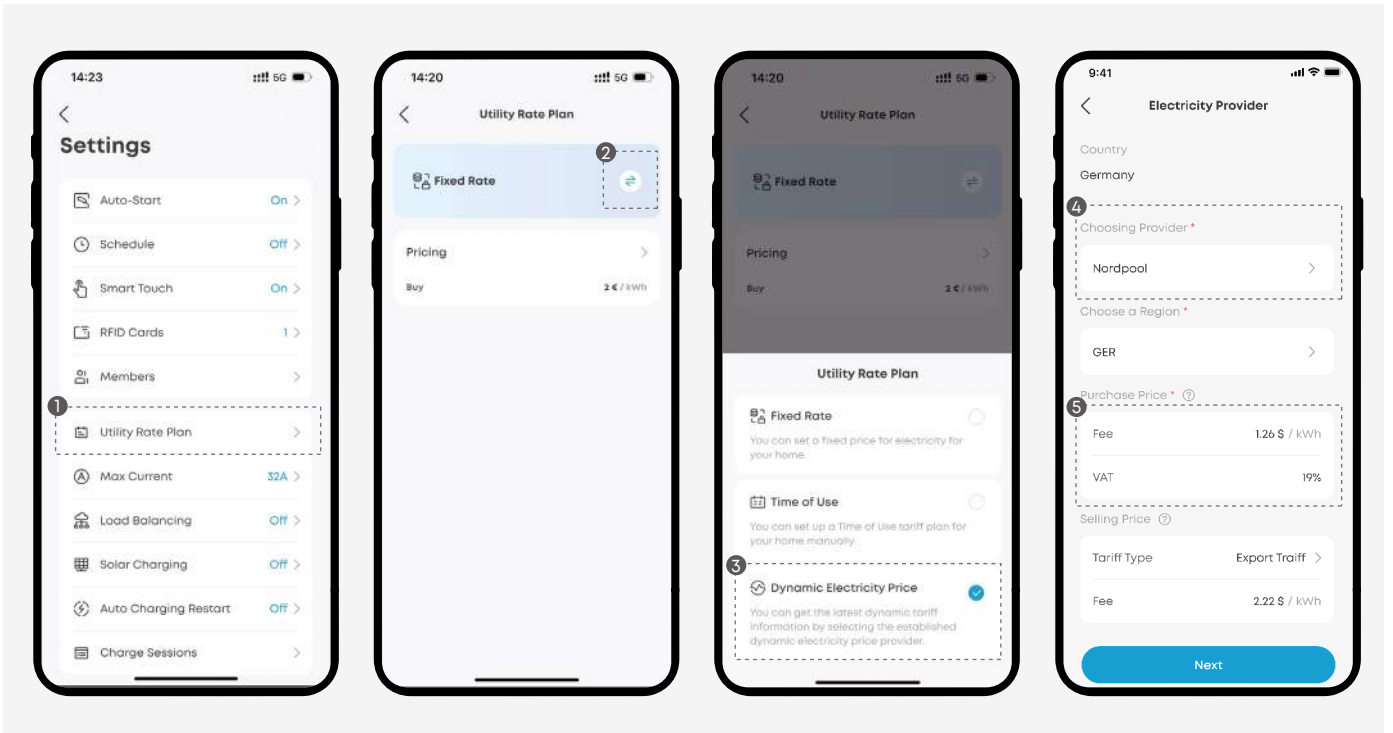 14:23
5G
Settings
Auto-Start On
Schedule Off
Smart Touch On
RFID Cards 1
Members
1
Utility Rate Plan
Max Current 32A
Load Balancing Off
Solar Charging Off
Auto Charging Restart Off
Charge Sessions
14:20
5G
Utility Rate Plan
2
Fixed Rate
Pricing
Buy 2 € / kWh
14:20
5G
Utility Rate Plan
Fixed Rate
Pricing
Buy 2 € / kWh
Utility Rate Plan
Fixed Rate
You can set a fixed price for electricity for
your home.
Time of Use
You can set up a Time of Use tariff plan for
your home manually.
3
Dynamic Electricity Price
You can get the latest dynamic tariff
information by selecting the established
dynamic electricity price provider.
9:41
Electricity Provider
Country
Germany
4
Choosing Provider *
Nordpool
Choose a Region *
GER
Purchase Price * ?
5
Fee 1.26 $ / kWh
VAT 19%
Selling Price ?
Tariff Type Export Traiff
Fee 2.22 $ / kWh
Next